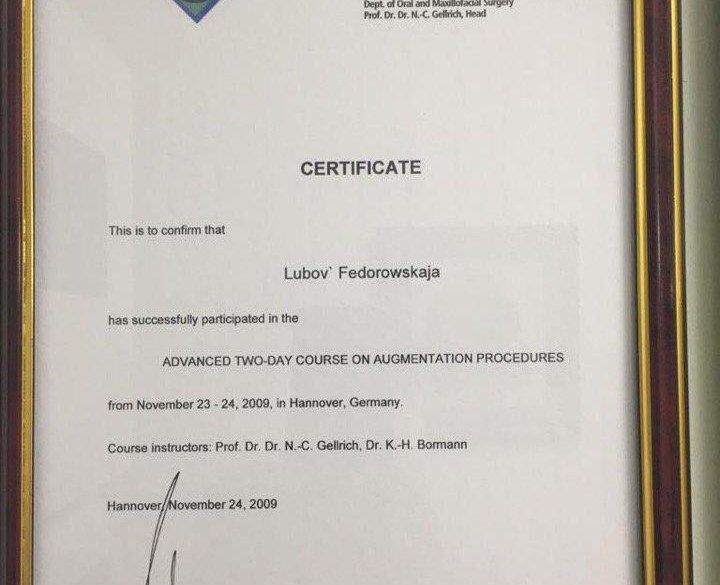 Dept. of Oral and Maxillofacial Surgery
Prof. Dr. Dr. N.-C. Gellrich, Head
CERTIFICATE
This is to confirm that
Lubov` Fedorowskaja
has successfully participated in the
ADVANCED TWO-DAY COURSE ON AUGMENTATION PROCEDURES
from November 23 - 24, 2009, in Hannover, Germany.
Course instructors: Prof. Dr. Dr. N.-C. Gellrich, Dr. K.-H. Bormann
Hannover, November 24, 2009